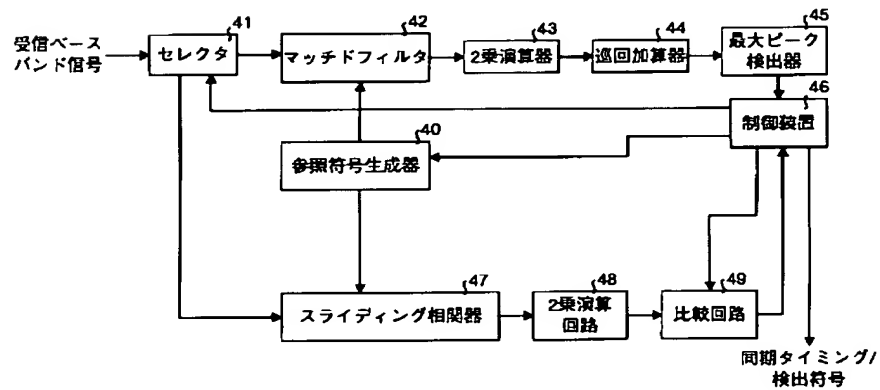 受信ベース
バンド信号
41
セレクタ
42
マッチドフィルタ
43
2乗演算器
44
巡回加算器
45
最大ピーク
検出器
46
制御装置
40
参照符号生成器
47
スライディング相関器
48
2乗演算
回路
49
比較回路
同期タイミング/
検出符号